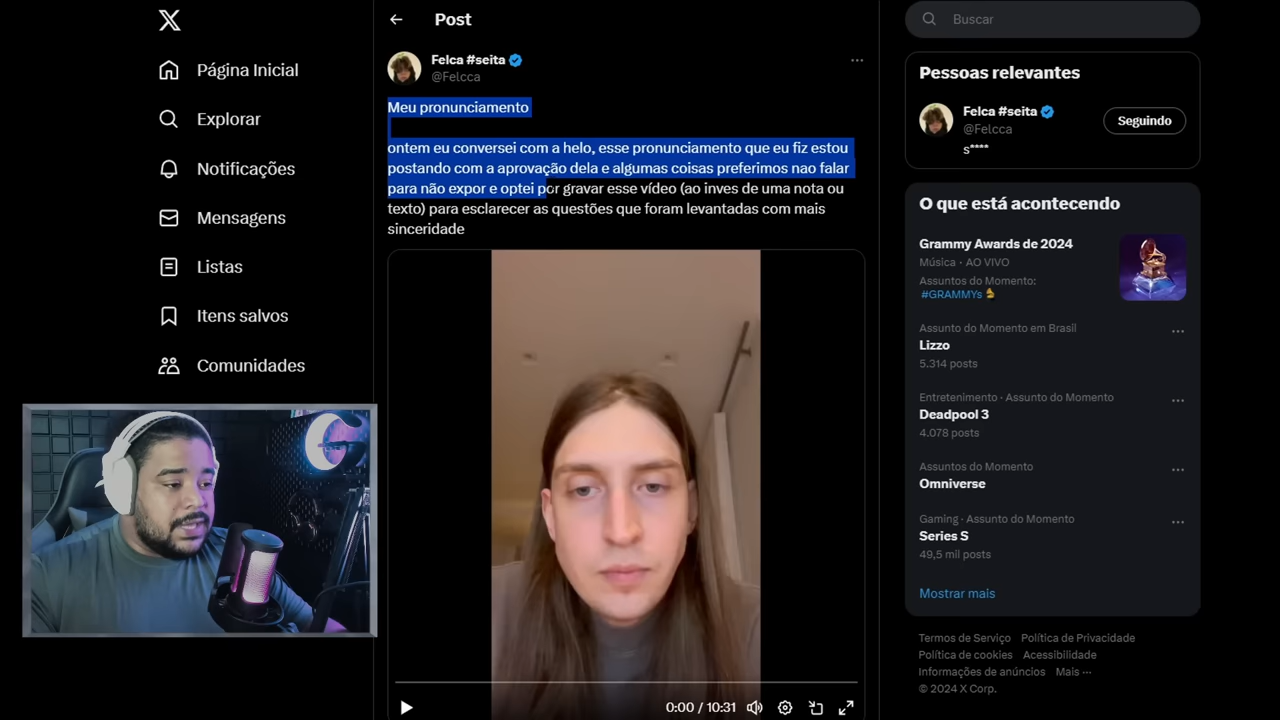 Página Inicial
Explorar
Notificações
Mensagens
Listas
Itens salvos
Comunidades
Post
Felca #seita
@Felcca
Meu pronunciamento
ontem eu conversei com a helo, esse pronunciamento que eu fiz estou
postando com a aprovação dela e algumas coisas preferimos nao falar
para não expor e optei por gravar esse vídeo (ao inves de uma nota ou
texto) para esclarecer as questões que foram levantadas com mais
sinceridade
0:00 / 10:31
Buscar
Pessoas relevantes
Felca #seita
@Felcca
Seguindo
s****
O que está acontecendo
Grammy Awards de 2024
Música · AO VIVO
Assuntos do Momento:
#GRAMMYs
Assunto do Momento em Brasil
Lizzo
5.314 posts
Entretenimento · Assunto do Momento
Deadpool 3
4.078 posts
Assuntos do Momento
Omniverse
Gaming · Assunto do Momento
Series S
49,5 mil posts
Mostrar mais
Termos de Serviço Política de Privacidade
Política de cookies Acessibilidade
Informações de anúncios Mais ···
© 2024 X Corp.